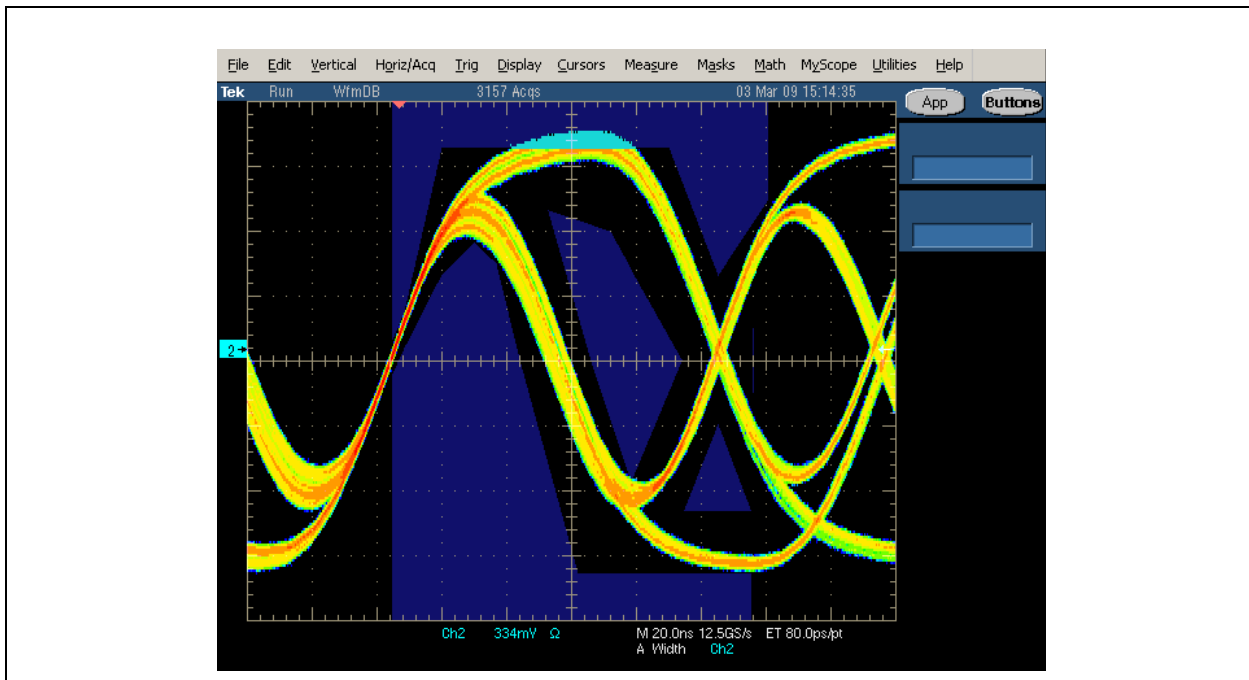 File Edit Vertical Horiz/Acq Trig Display Cursors Measure Masks Math MyScope Utilities Help
Tek Run WfmDB 3157 Acqs 03 Mar 09 15:14:35
App Buttons
2
Ch2 334mV Ω M 20.0ns 12.5GS/s ET 80.0ps/pt
A Width Ch2